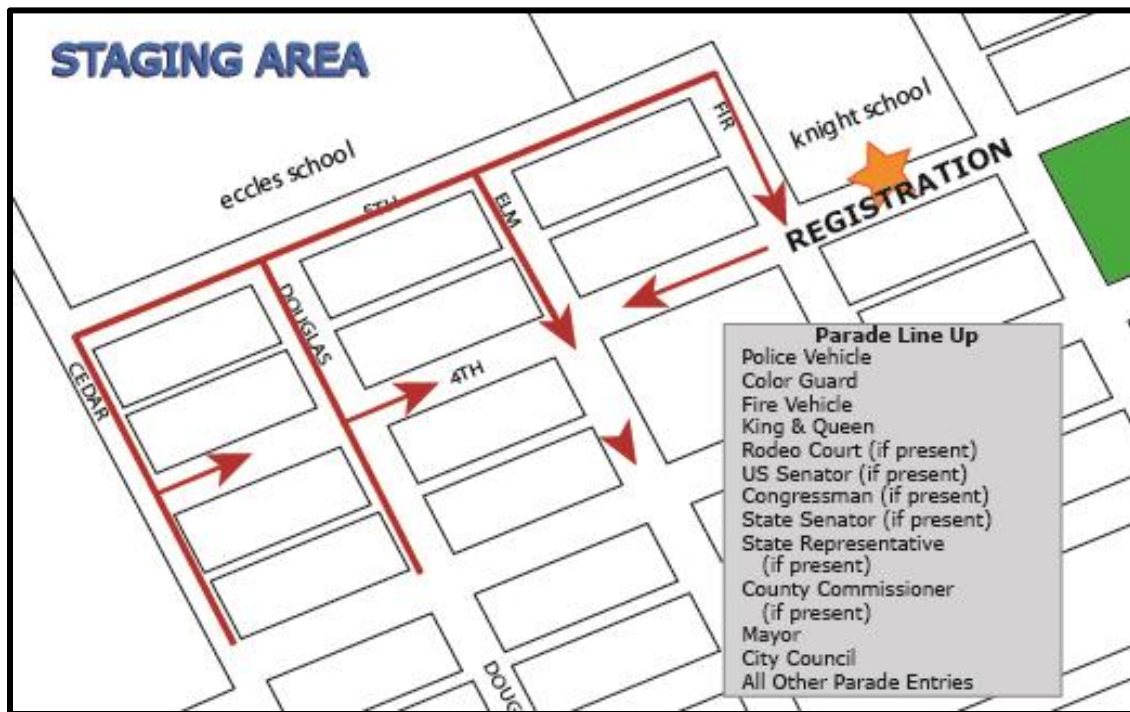 STAGING AREA
eccles school
knight school
FIR
REGISTRATION
5TH
ELM
DOUGLAS
4TH
CEDAR
Parade Line Up
Police Vehicle
Color Guard
Fire Vehicle
King & Queen
Rodeo Court (if present)
US Senator (if present)
Congressman (if present)
State Senator (if present)
State Representative
(if present)
County Commissioner
(if present)
Mayor
City Council
All Other Parade Entries
DOUG